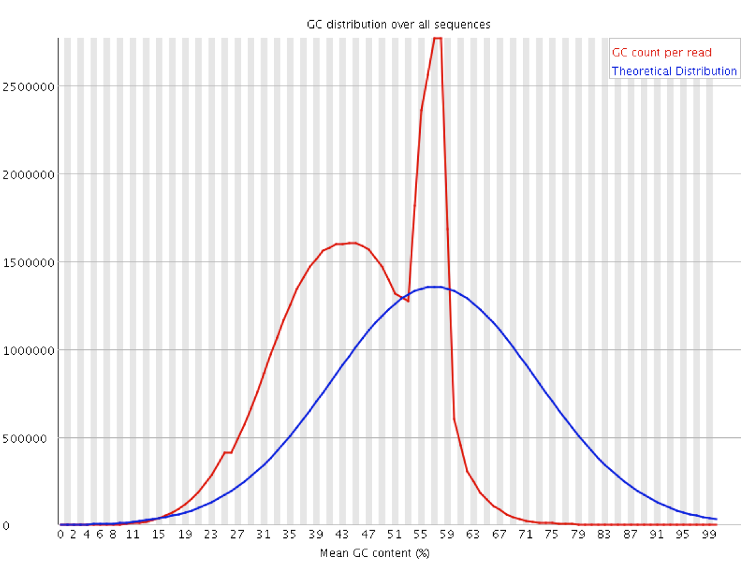 GC distribution over all sequences
GC count per read
Theoretical Distribution
2500000
2000000
1500000
1000000
500000
0
0 2 4 6 8 11 15 19 23 27 31 35 39 43 47 51 55 59 63 67 71 75 79 83 87 91 95 99
Mean GC content (%)